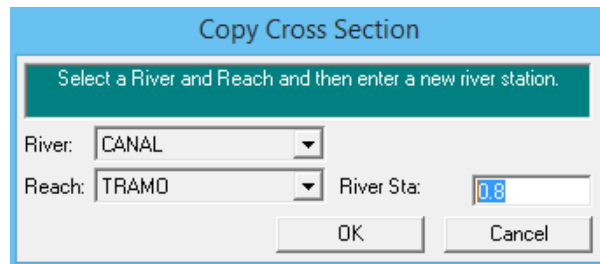 Copy Cross Section
Select a River and Reach and then enter a new river station.
River: CANAL
Reach: TRAMO River Sta: 0.8
OK Cancel